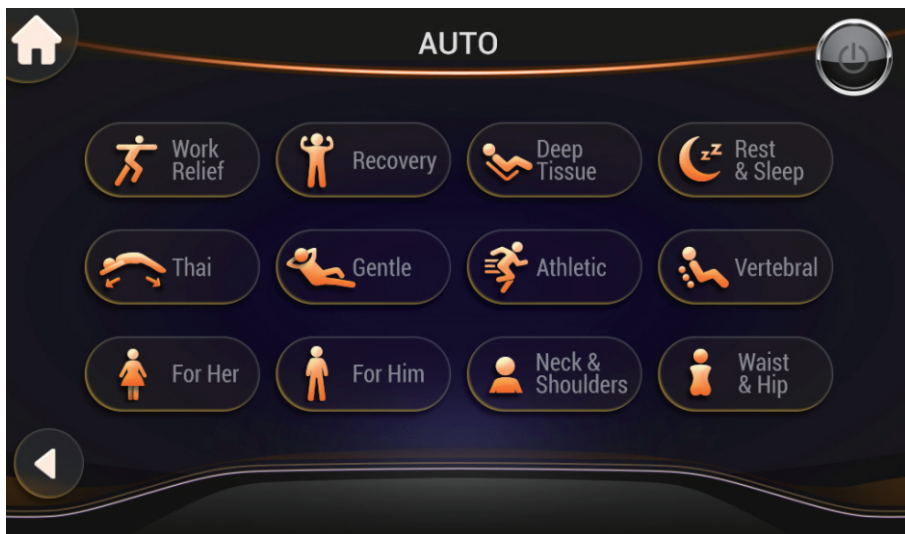 AUTO
Work
Relief
Recovery
Deep
Tissue
zz
Rest
& Sleep
Thai
Gentle
Athletic
Vertebral
For Her
For Him
Neck &
Shoulders
Waist
& Hip